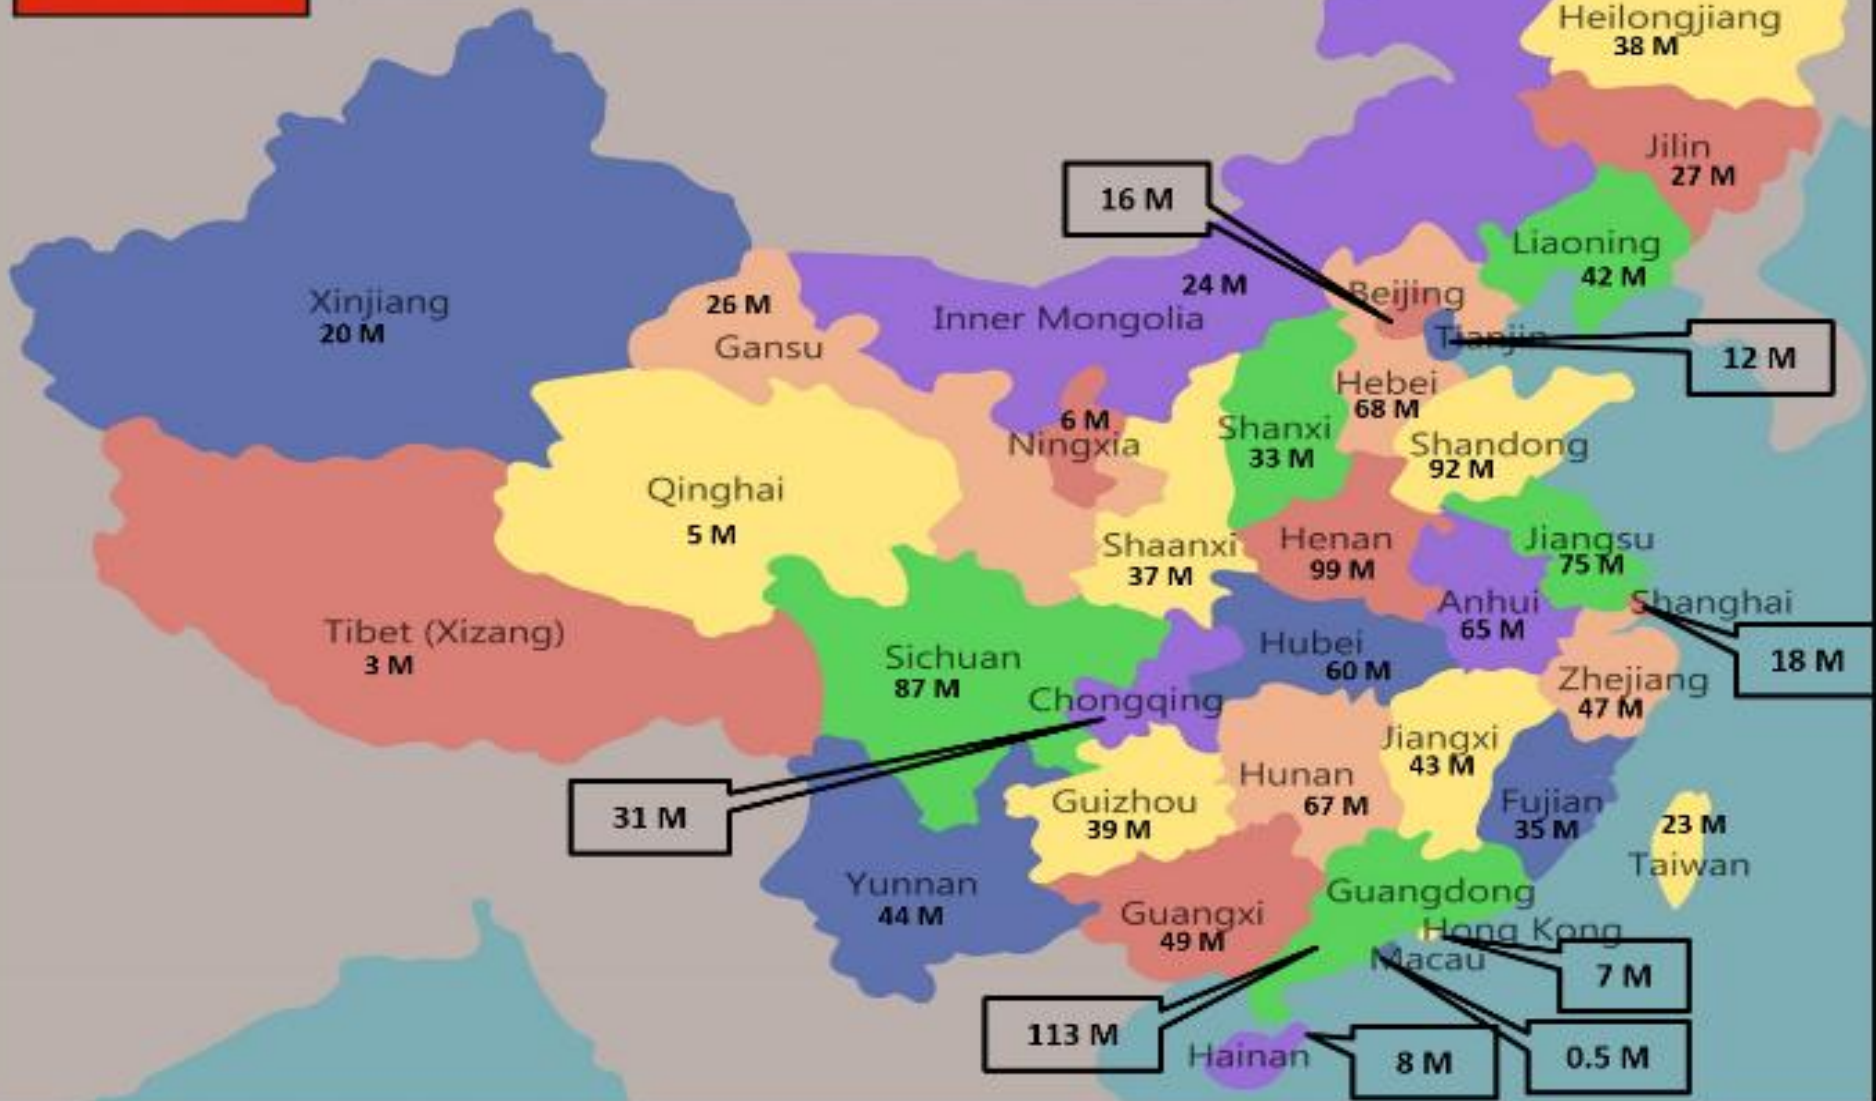 Heilongjiang
38 M
Jilin
27 M
16 M
Liaoning
42 M
Xinjiang
20 M
26 M
Gansu
24 M
Inner Mongolia
Beijing
Tianjin
12 M
Hebei
68 M
6 M
Ningxia
Shanxi
33 M
Shandong
92 M
Qinghai
5 M
Shaanxi
37 M
Henan
99 M
Jiangsu
75 M
Anhui
65 M
Shanghai
18 M
Tibet (Xizang)
3 M
Sichuan
87 M
Hubei
60 M
Chongqing
31 M
Zhejiang
47 M
Jiangxi
43 M
Hunan
67 M
Guizhou
39 M
Fujian
35 M
23 M
Taiwan
Yunnan
44 M
Guangxi
49 M
Guangdong
Hong Kong
Macau
7 M
113 M
Hainan
8 M
0.5 M